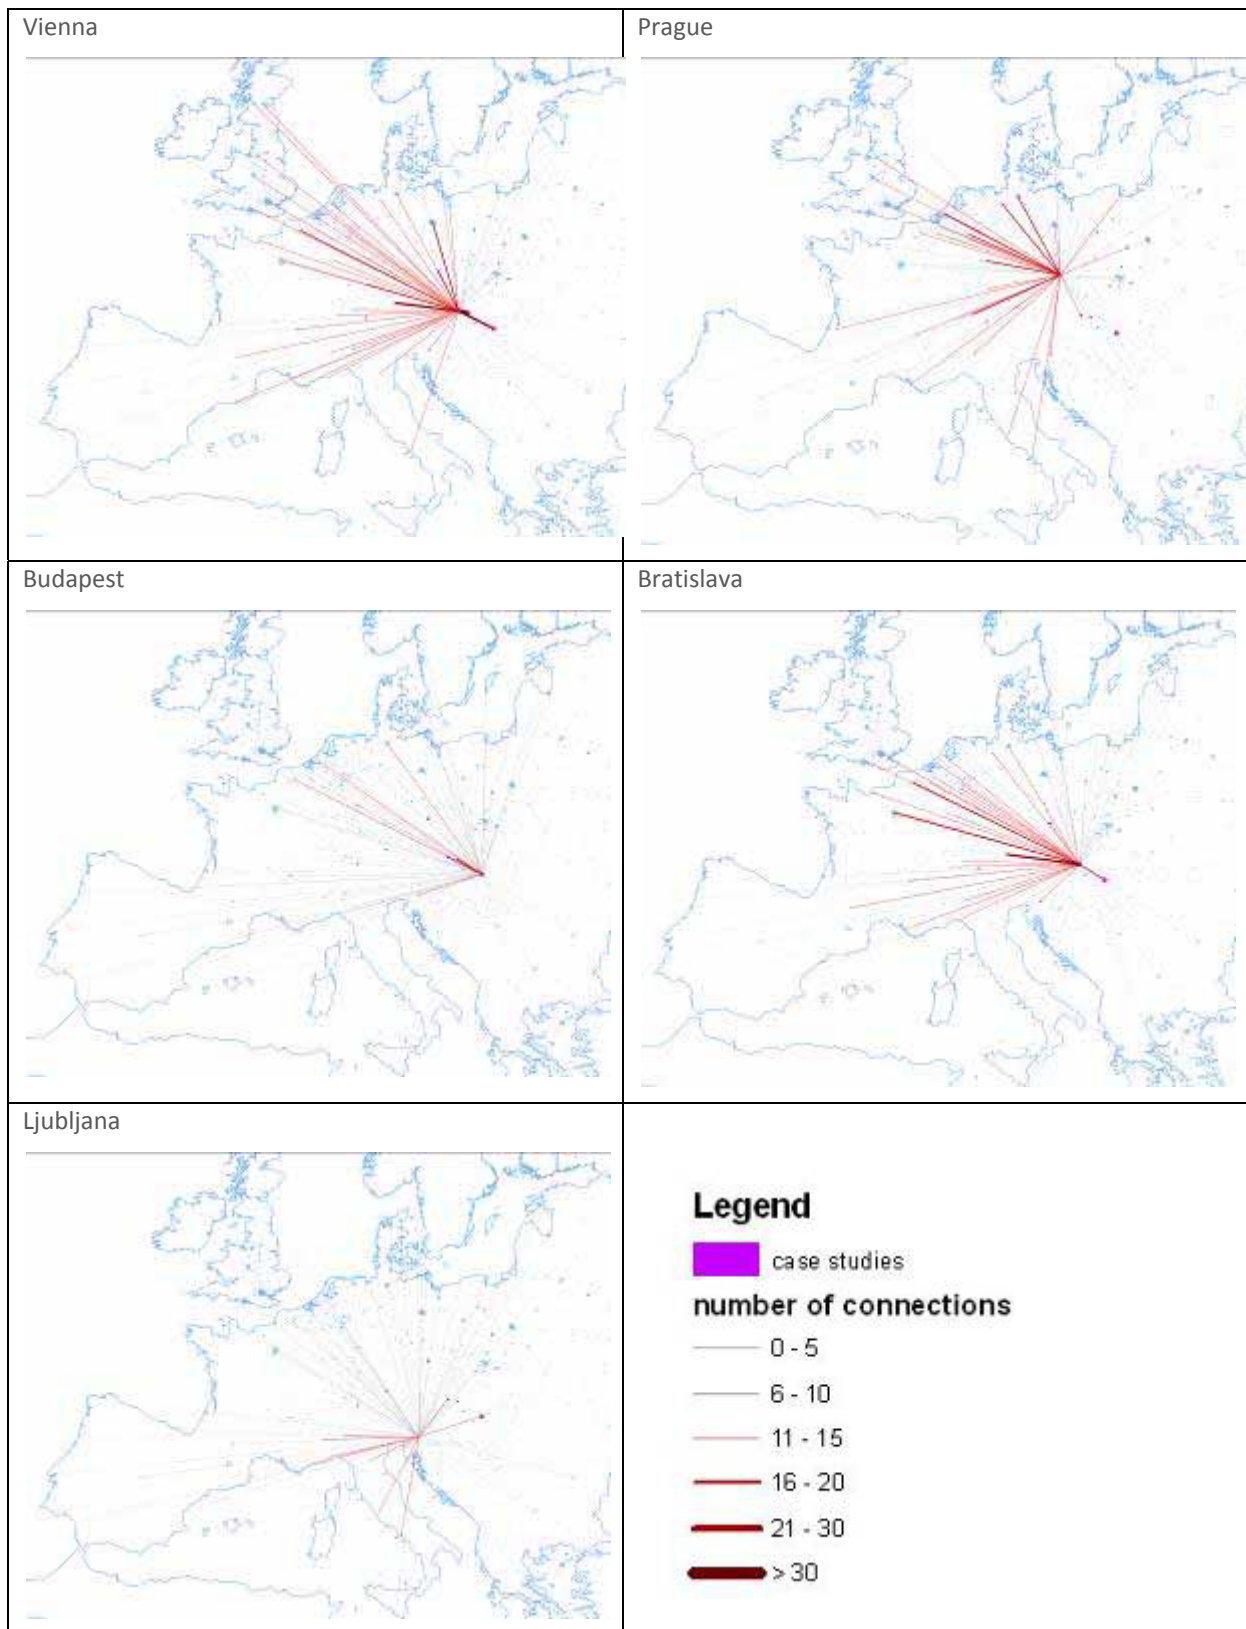 Vienna
Prague
Budapest
Bratislava
Ljubljana
Legend
case studies
number of connections
0 - 5
6 - 10
11 - 15
16 - 20
21 - 30
> 30